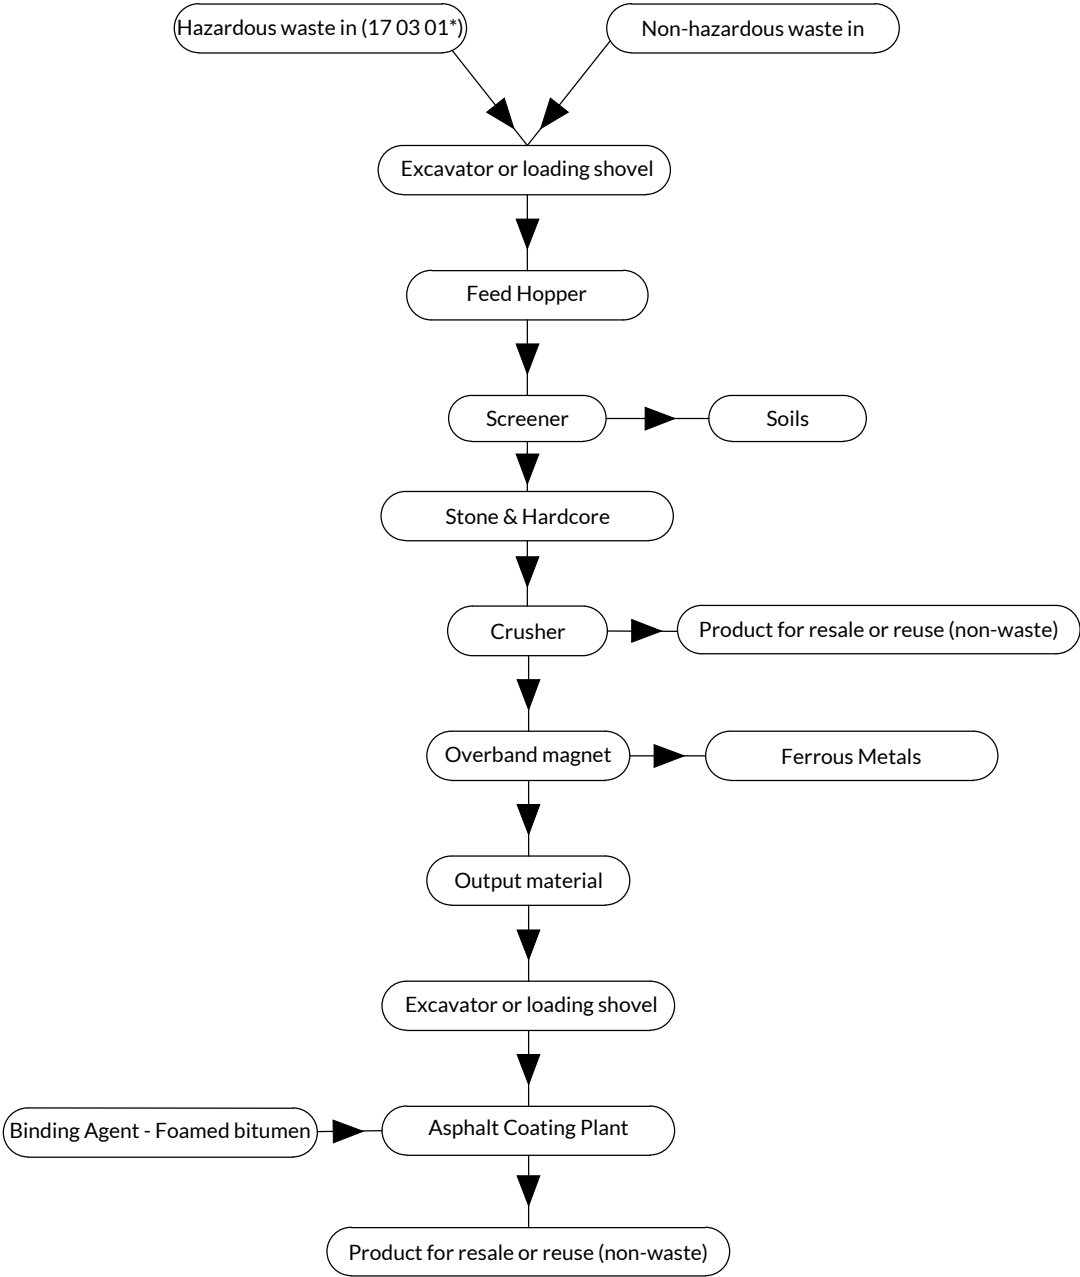 Hazardous waste in (17 03 01*)
Non-hazardous waste in
Excavator or loading shovel
Feed Hopper
Screener
Soils
Stone & Hardcore
Crusher
Product for resale or reuse (non-waste)
Overband magnet
Ferrous Metals
Output material
Excavator or loading shovel
Binding Agent - Foamed bitumen
Asphalt Coating Plant
Product for resale or reuse (non-waste)